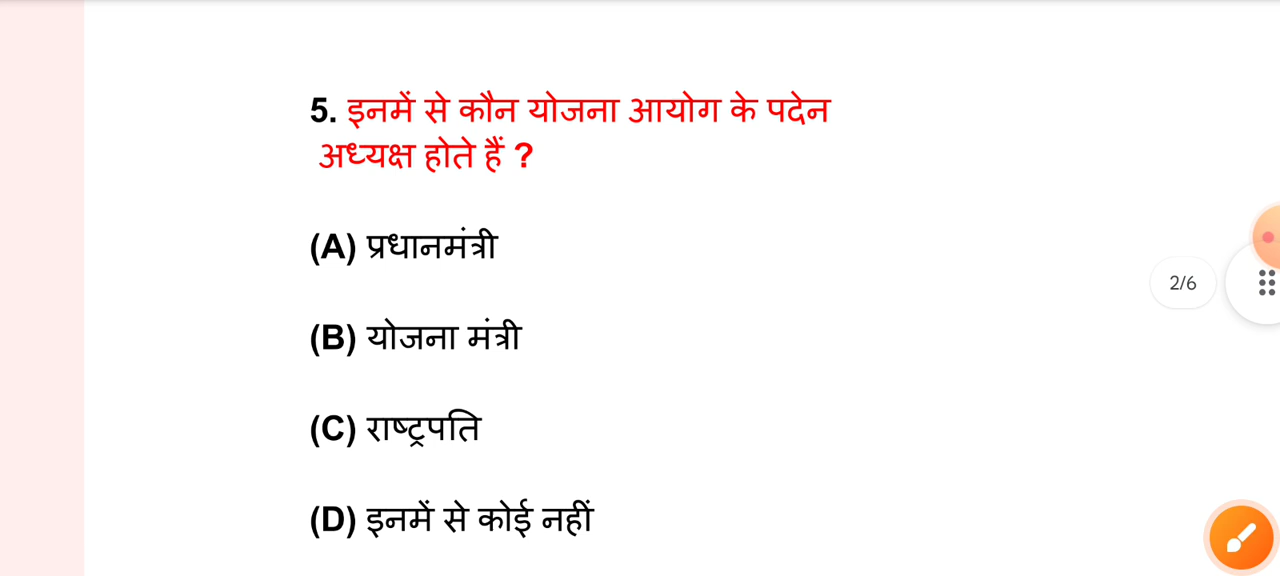 5. इनमें से कौन योजना आयोग के पदेन
अध्यक्ष होते हैं ?
(A) प्रधानमंत्री
(B) योजना मंत्री
2/6
(C) राष्ट्रपति
(D) इनमें से कोई नहीं